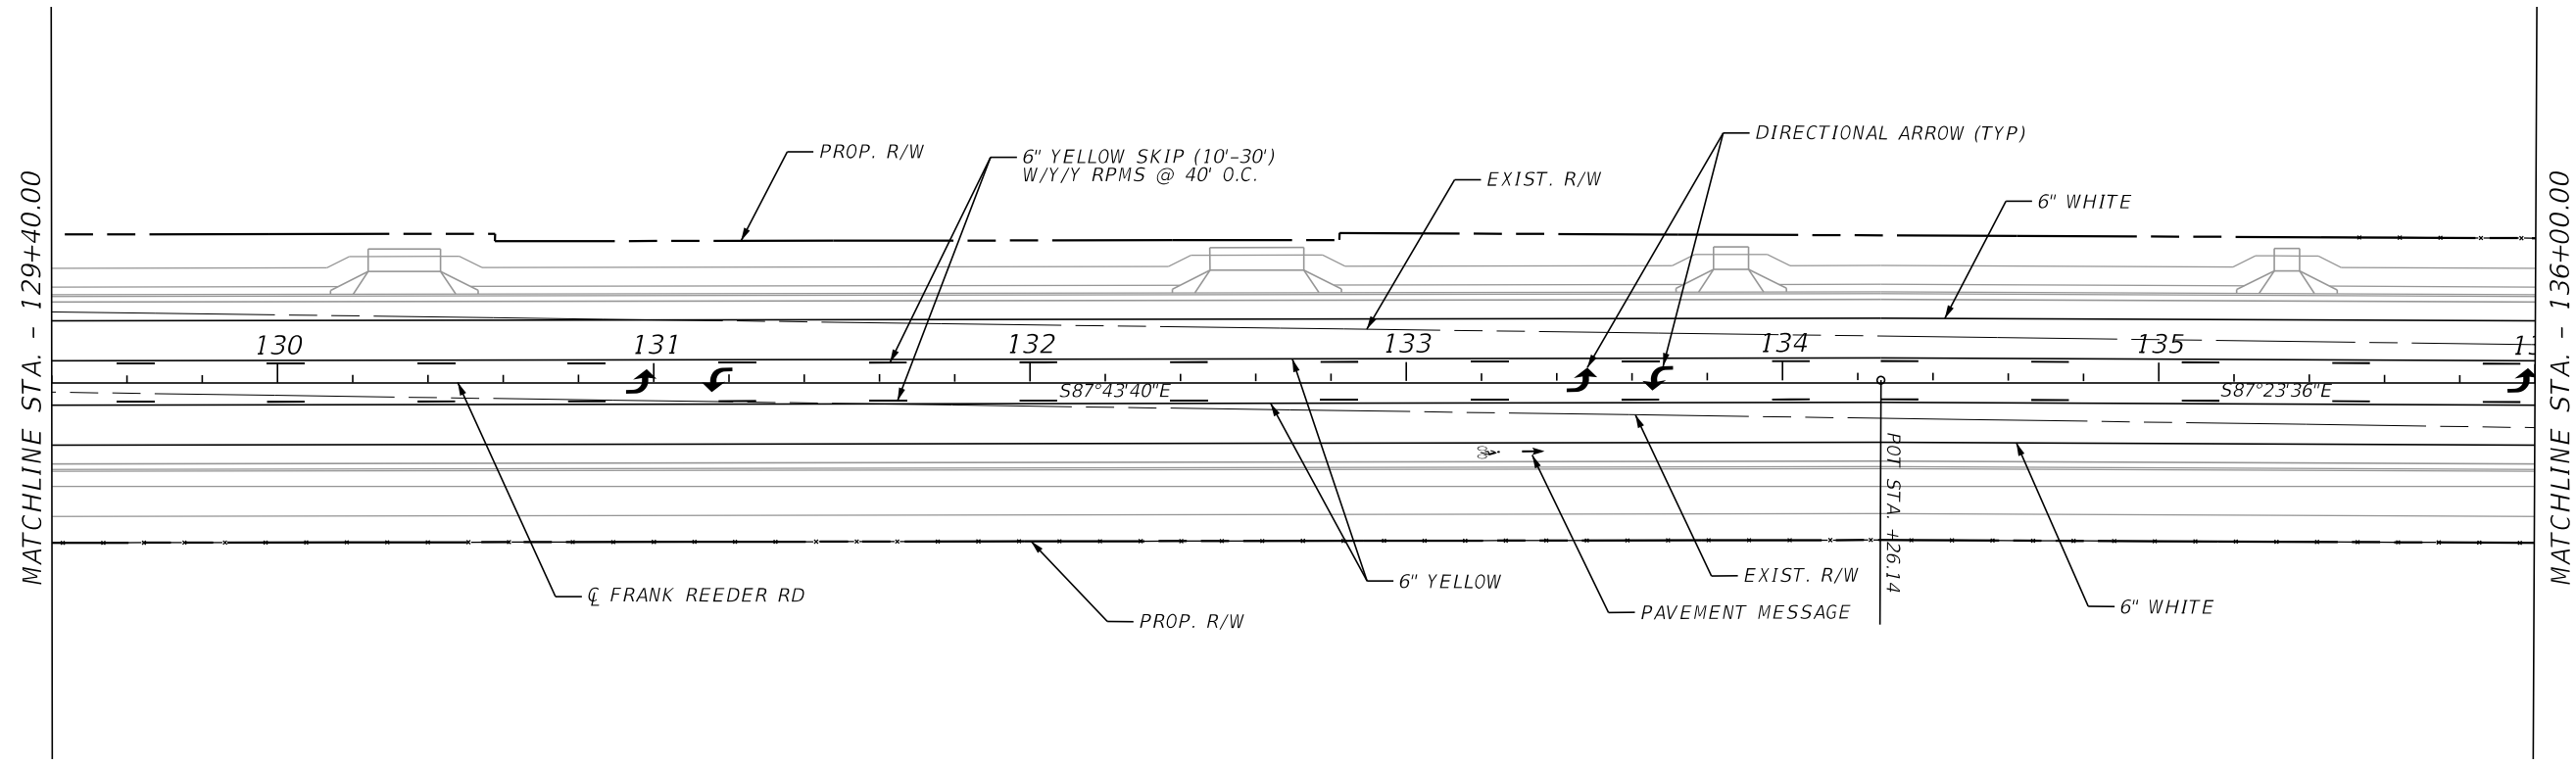 MATCHLINE STA. - 129+40.00
PROP. R/W
6" YELLOW SKIP (10'-30')
W/Y/Y RPMS @ 40' O.C.
EXIST. R/W
DIRECTIONAL ARROW (TYP)
6" WHITE
130
131
132
133
134
135
13
S87°43'40"E
S87°23'36"E
POT STA. +26.14
℄ FRANK REEDER RD
PROP. R/W
6" YELLOW
EXIST. R/W
PAVEMENT MESSAGE
6" WHITE
MATCHLINE STA. - 136+00.00